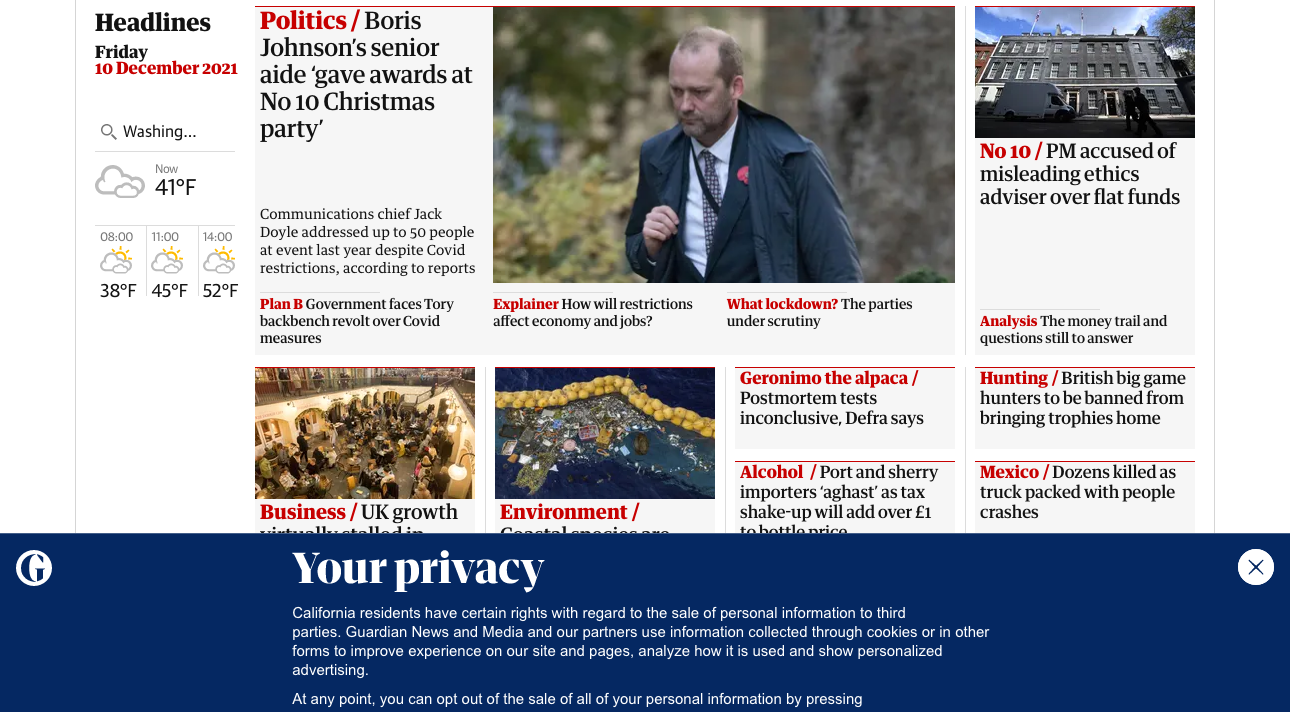 Headlines
Friday
10 December 2021
Washing...
Now
41°F
08:00
11:00
14:00
38°F
45°F
52°F
Politics / Boris
Johnson’s senior
aide ‘gave awards at
No 10 Christmas
party’
Communications chief Jack
Doyle addressed up to 50 people
at event last year despite Covid
restrictions, according to reports
Plan B Government faces Tory
backbench revolt over Covid
measures
Explainer How will restrictions
affect economy and jobs?
What lockdown? The parties
under scrutiny
No 10 / PM accused of
misleading ethics
adviser over flat funds
Analysis The money trail and
questions still to answer
Business / UK growth
virtually stalled in
Environment /
Coastal species are
Geronimo the alpaca /
Postmortem tests
inconclusive, Defra says
Alcohol / Port and sherry
importers ‘aghast’ as tax
shake-up will add over £1
to bottle price
Hunting / British big game
hunters to be banned from
bringing trophies home
Mexico / Dozens killed as
truck packed with people
crashes
G
Your privacy
California residents have certain rights with regard to the sale of personal information to third
parties. Guardian News and Media and our partners use information collected through cookies or in other
forms to improve experience on our site and pages, analyze how it is used and show personalized
advertising.
At any point, you can opt out of the sale of all of your personal information by pressing